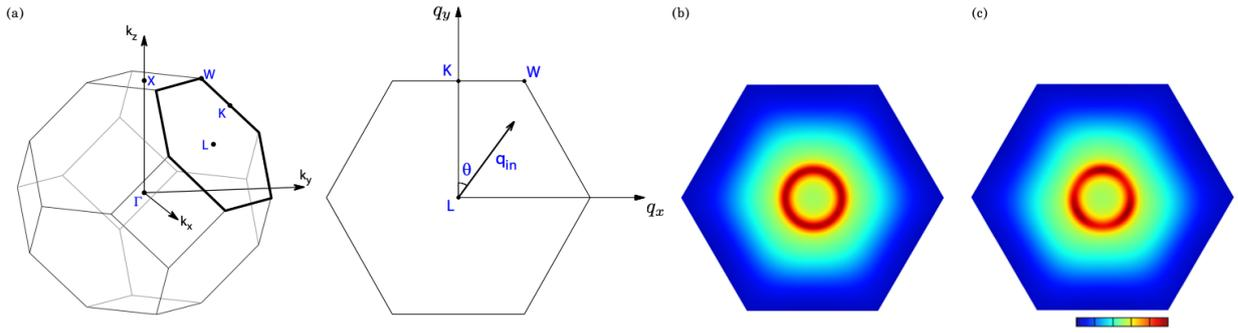 (a)
k_z
X
W
K
L
k_y
Γ
k_x
q_y
K
W
θ
q_in
L
q_x
(b)
(c)